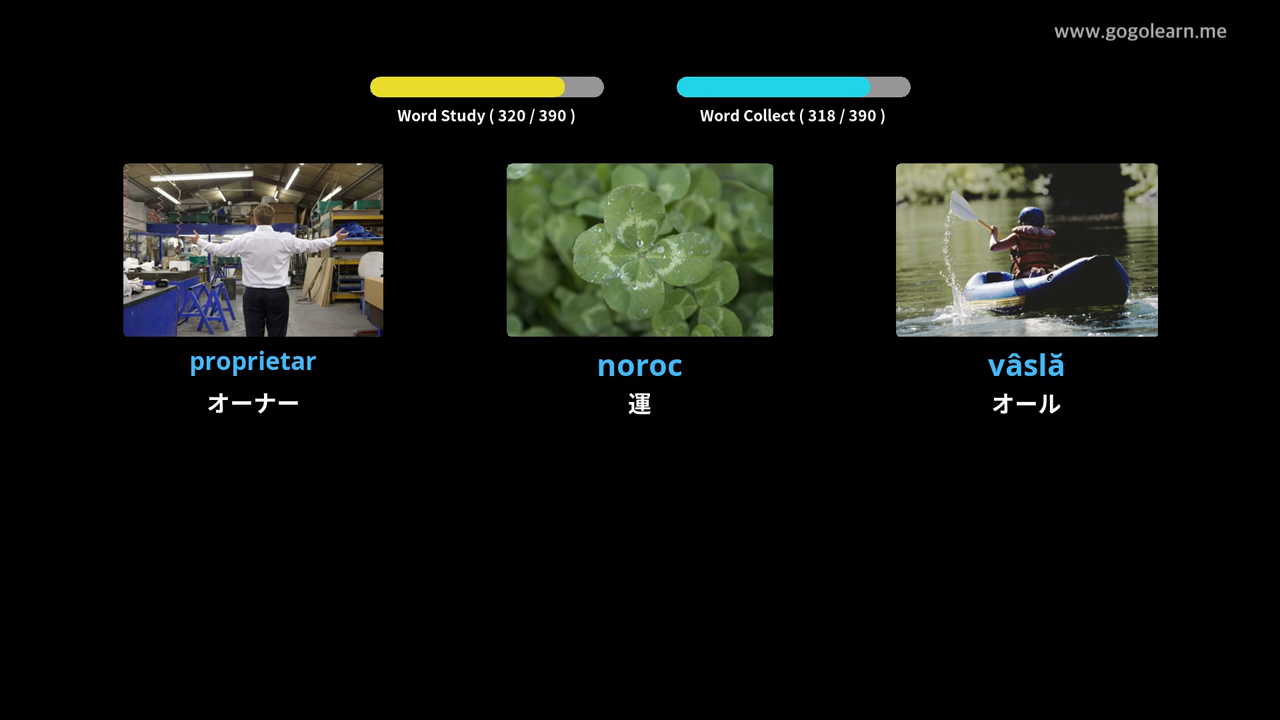 www.gogolearn.me
Word Study ( 320 / 390 )
Word Collect ( 318 / 390 )
proprietar
オーナー
noroc
運
vâslă
オール